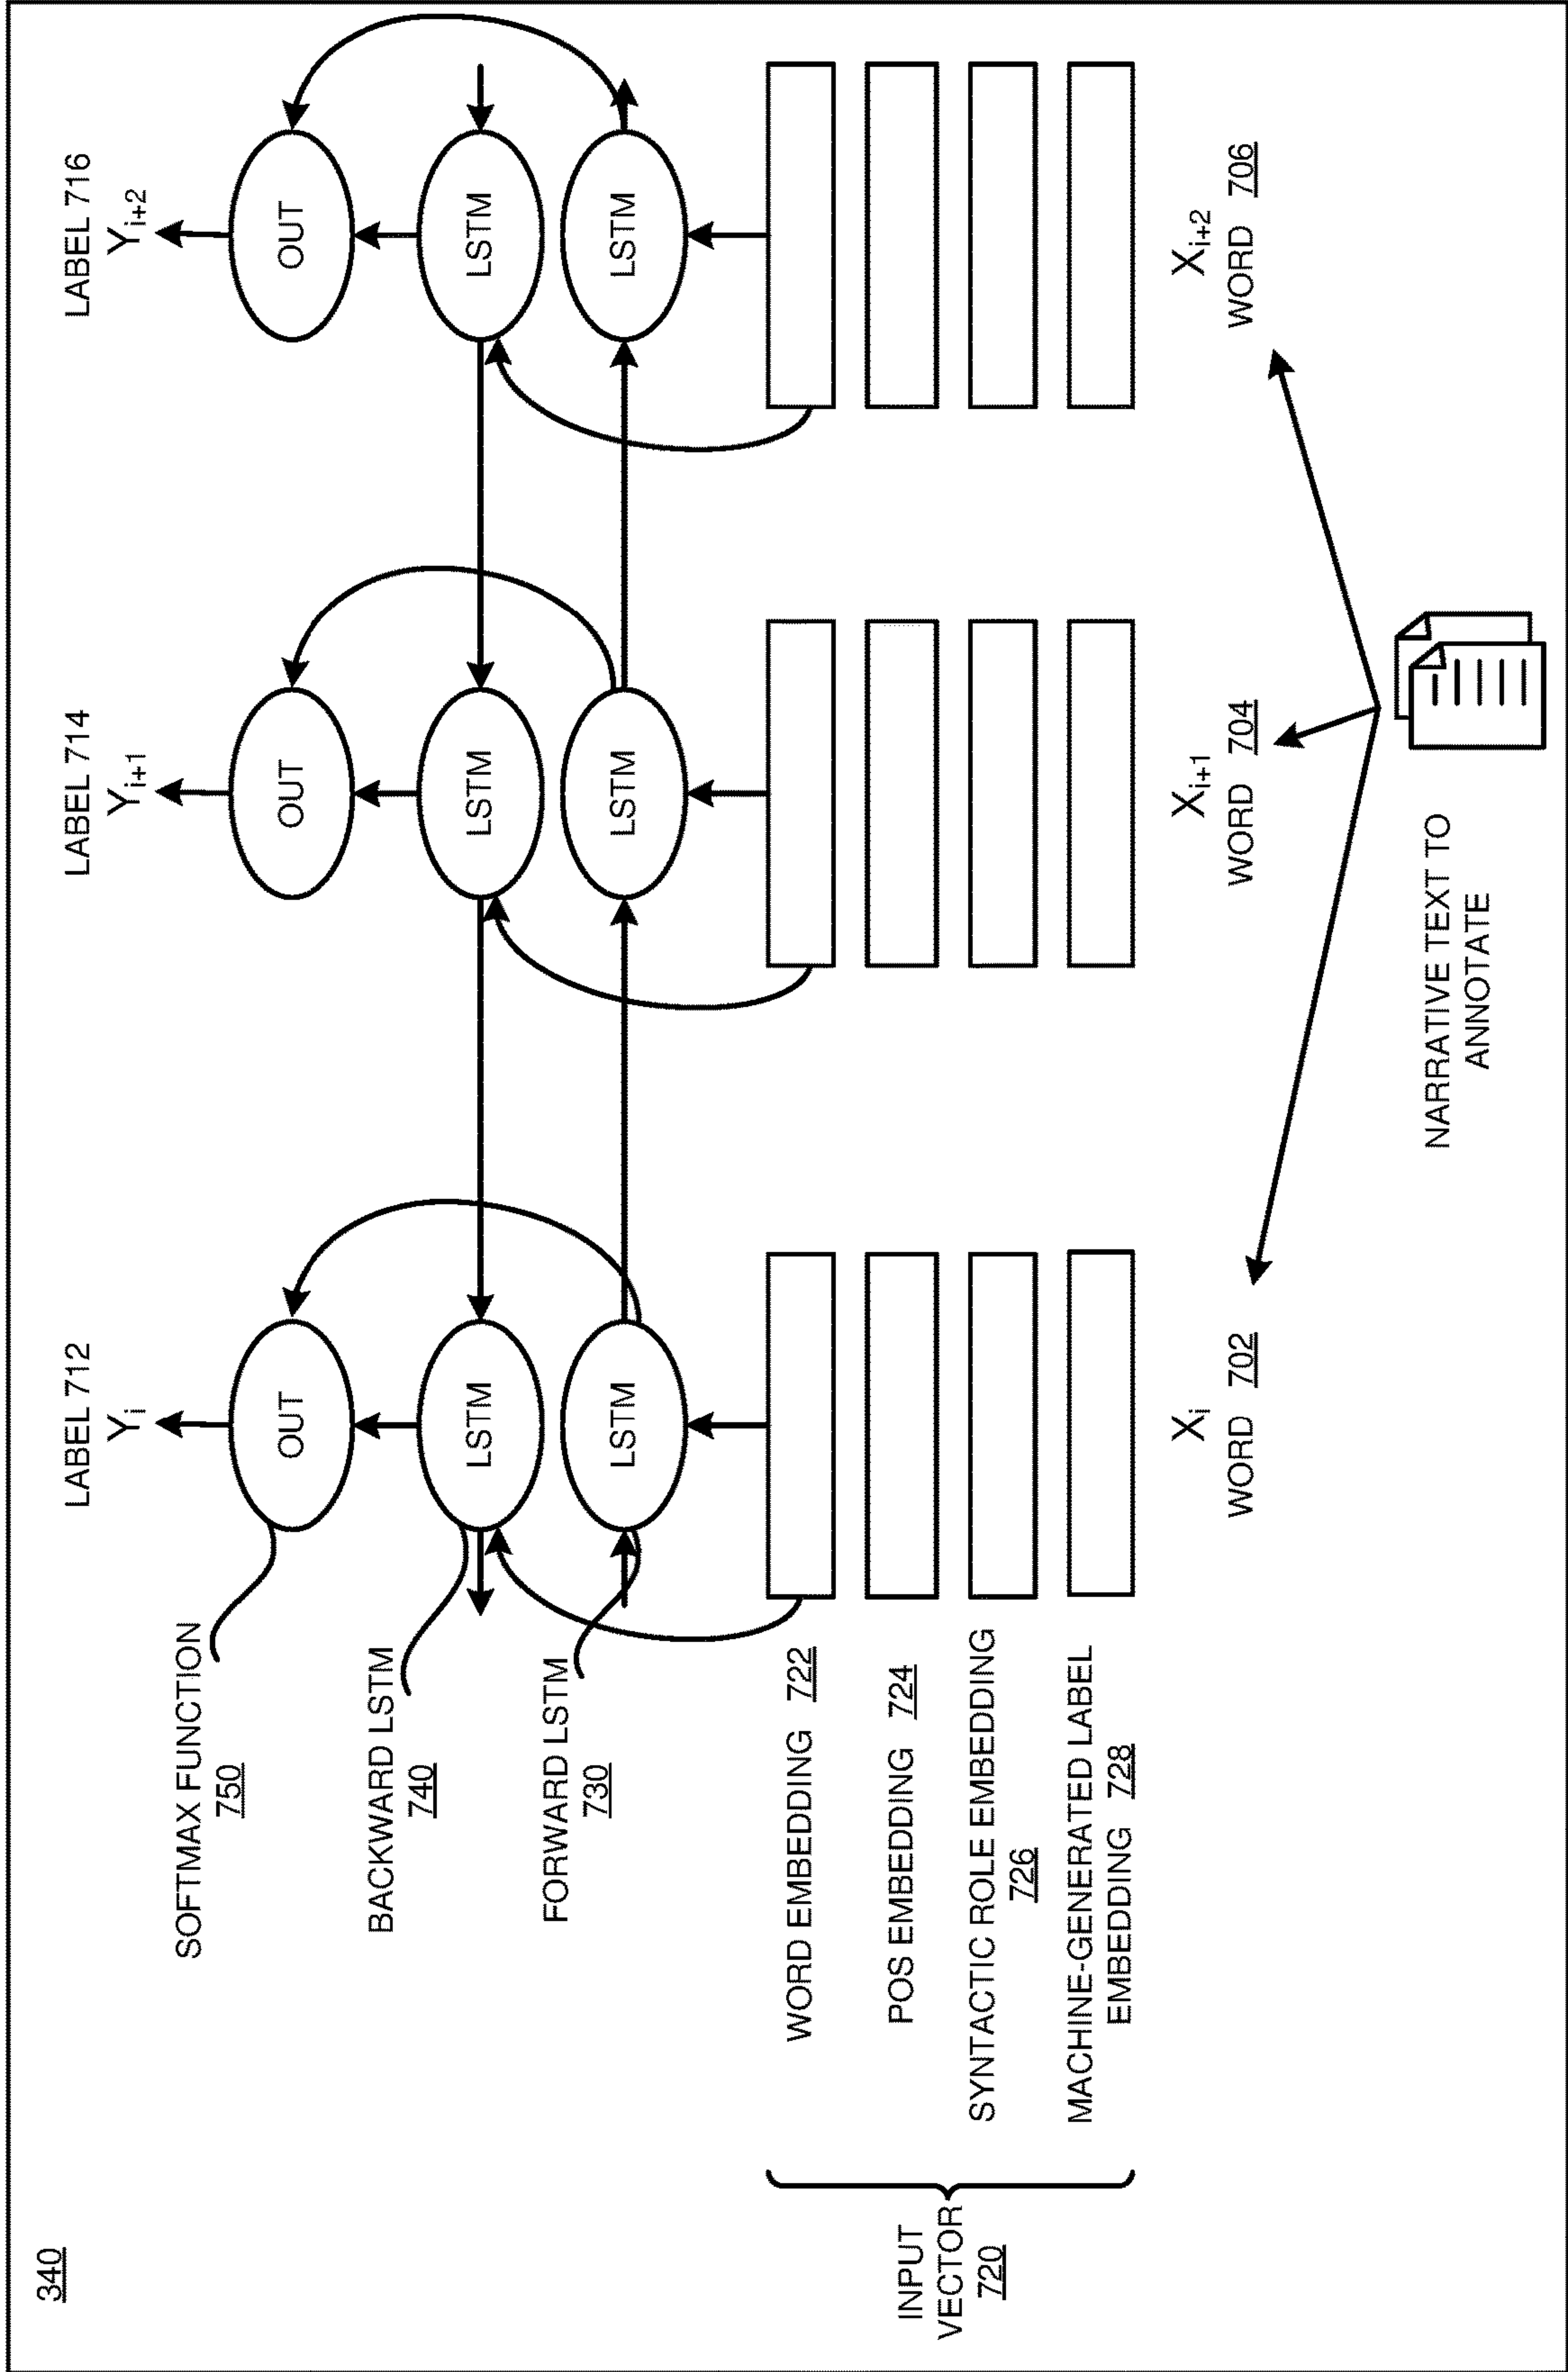 340
LABEL 712
Yi
LABEL 714
Yi+1
LABEL 716
Yi+2
SOFTMAX FUNCTION
750
OUT
OUT
OUT
BACKWARD LSTM
740
LSTM
LSTM
LSTM
FORWARD LSTM
730
LSTM
LSTM
LSTM
INPUT
VECTOR
720
WORD EMBEDDING 722
POS EMBEDDING 724
SYNTACTIC ROLE EMBEDDING
726
MACHINE-GENERATED LABEL
EMBEDDING 728
Xi
WORD 702
Xi+1
WORD 704
Xi+2
WORD 706
NARRATIVE TEXT TO
ANNOTATE